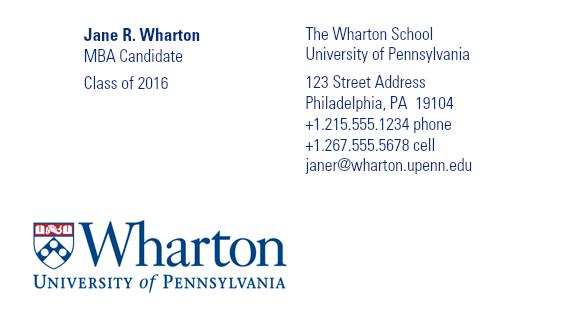 Jane R. Wharton
MBA Candidate
Class of 2016
The Wharton School
University of Pennsylvania
123 Street Address
Philadelphia, PA  19104
+1.215.555.1234 phone
+1.267.555.5678 cell
janer@wharton.upenn.edu
Wharton
UNIVERSITY of PENNSYLVANIA